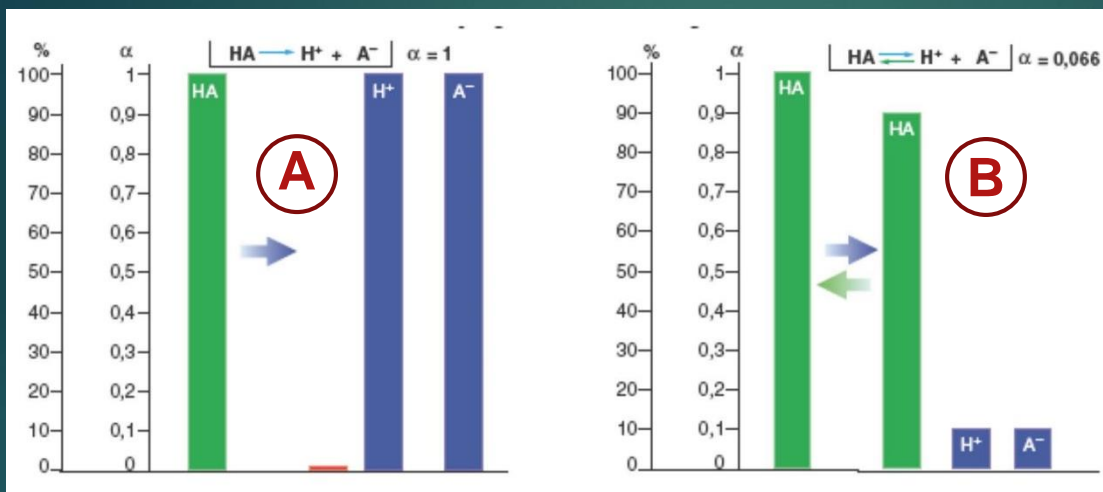 HA → H⁺ + A⁻ α = 1
% α
100 1
90 0,9
80 0,8
70 0,7
60 0,6
50 0,5
40 0,4
30 0,3
20 0,2
10 0,1
0 0
HA
H⁺
A⁻
A
HA ⇄ H⁺ + A⁻ α = 0,066
% α
100 1
90 0,9
80 0,8
70 0,7
60 0,6
50 0,5
40 0,4
30 0,3
20 0,2
10 0,1
0 0
HA
HA
B
H⁺
A⁻